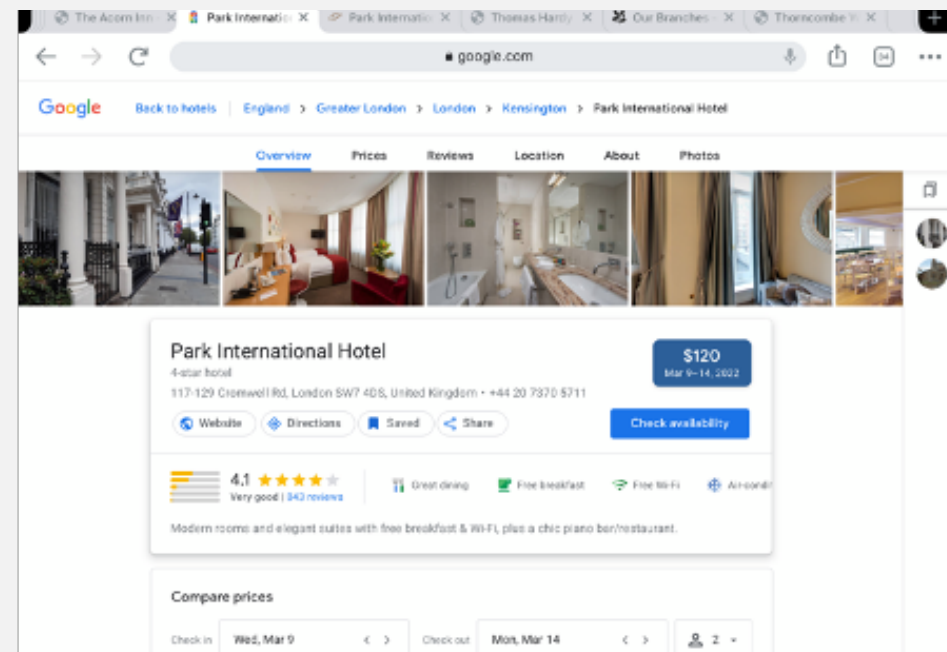 The Acorn Inn
Park Internatic
Park Internatio
Thomas Hardy
Our Branches
Thorncombe
google.com
Google
Back to hotels
England > Greater London > London > Kensington > Park International Hotel
Overview
Prices
Reviews
Location
About
Photos
Park International Hotel
4-star hotel
$120
Mar 9–14, 2022
117-129 Cromwell Rd, London SW7 4DS, United Kingdom • +44 20 7370 5711
Website
Directions
Saved
Share
Check availability
4.1
Very good | 843 reviews
Great dining
Free breakfast
Free Wi-Fi
Air-condit
Modern rooms and elegant suites with free breakfast & Wi-Fi, plus a chic piano bar/restaurant.
Compare prices
Check in
Wed, Mar 9
Check out
Mon, Mar 14
2